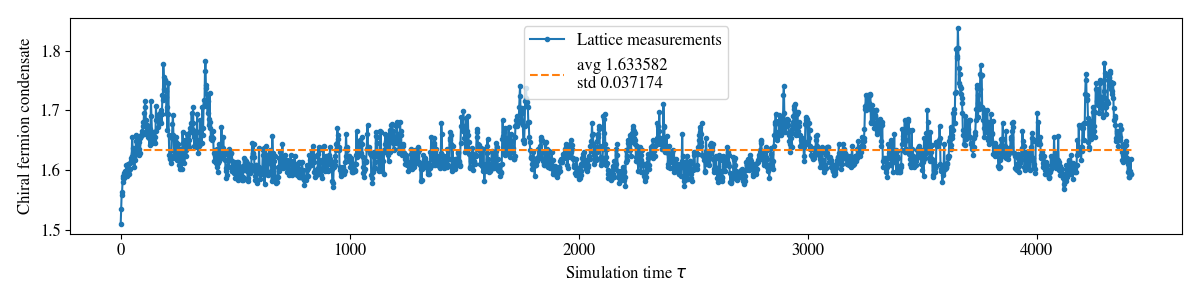 Chiral fermion condensate
1.8
1.7
1.6
1.5
Lattice measurements
avg 1.633582
std 0.037174
0
1000
2000
3000
4000
Simulation time τ